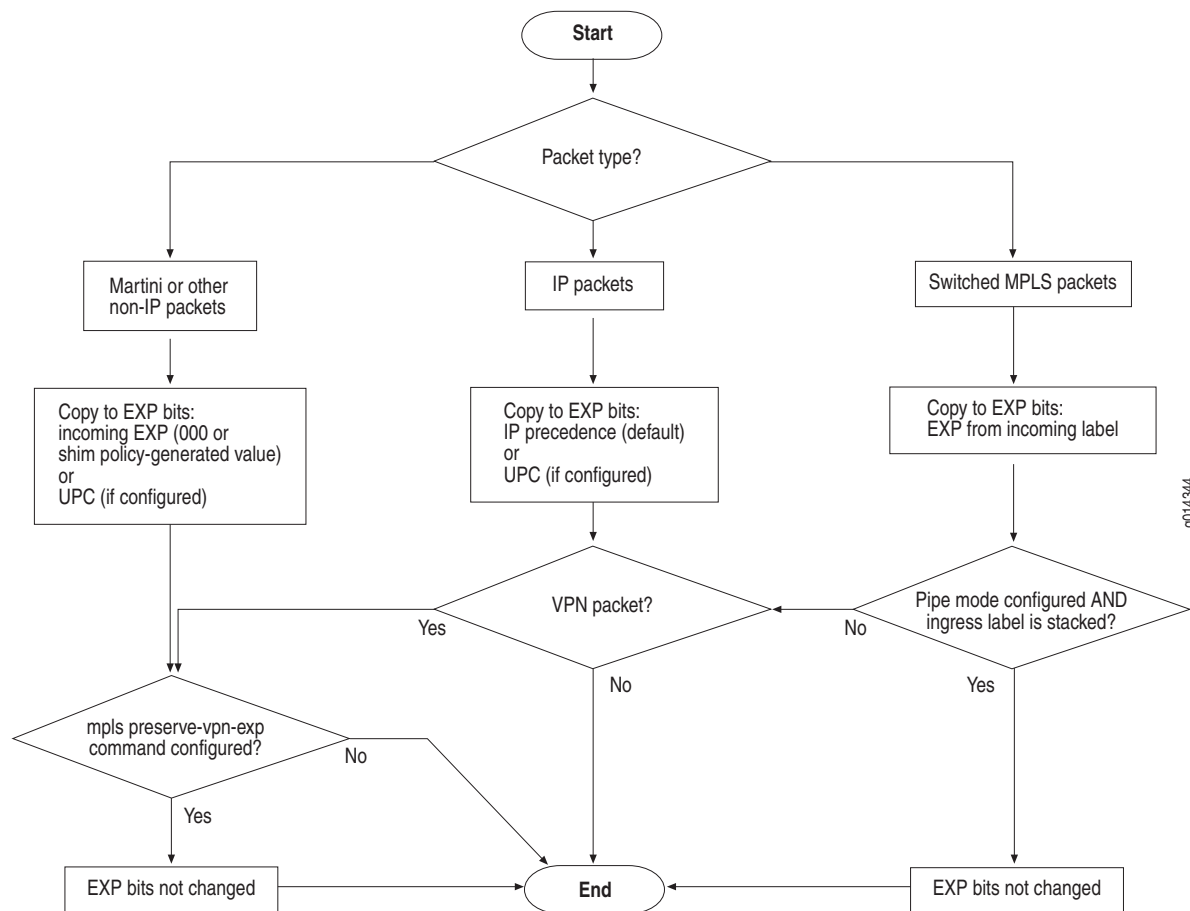 Start
Packet type?
Martini or other
non-IP packets
IP packets
Switched MPLS packets
Copy to EXP bits:
incoming EXP (000 or
shim policy-generated value)
or
UPC (if configured)
Copy to EXP bits:
IP precedence (default)
or
UPC (if configured)
Copy to EXP bits:
EXP from incoming label
g014344
VPN packet?
Yes
No
Pipe mode configured AND
ingress label is stacked?
No
Yes
mpls preserve-vpn-exp
command configured?
No
Yes
EXP bits not changed
End
EXP bits not changed